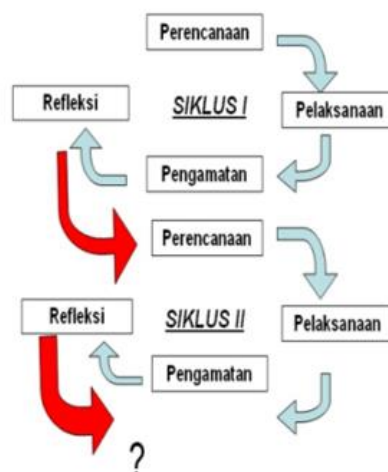 Perencanaan
Refleksi
SIKLUS I
Pelaksanaan
Pengamatan
Perencanaan
Refleksi
SIKLUS II
Pelaksanaan
Pengamatan
?